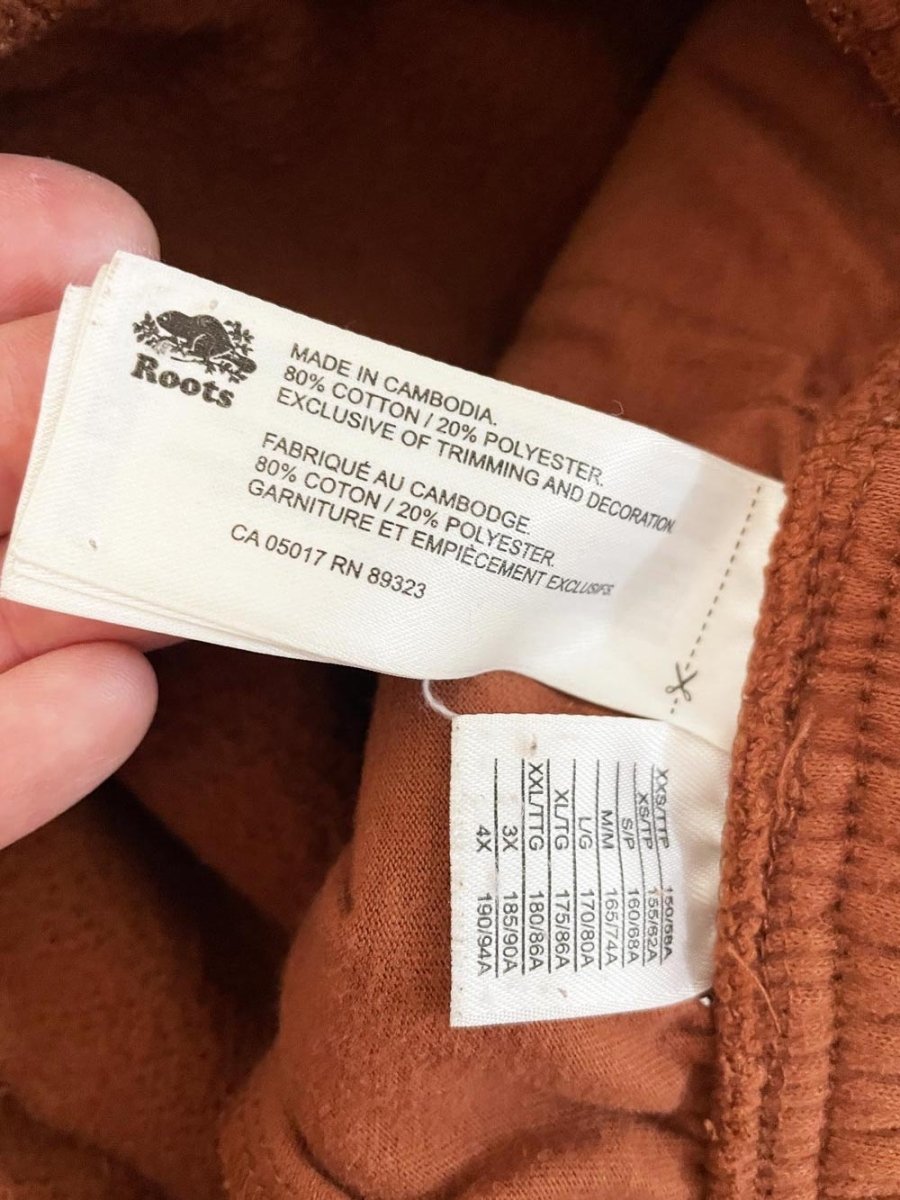 Roots
MADE IN CAMBODIA.
80% COTTON / 20% POLYESTER.
EXCLUSIVE OF TRIMMING AND DECORATION.
FABRIQUÉ AU CAMBODGE.
80% COTON / 20% POLYESTER.
GARNITURE ET EMPIÈCEMENT EXCLUSIFS.
CA 05017 RN 89323
XXS/TTP 150/58A
XS/TP 155/62A
S/P 160/68A
M/M 165/74A
L/G 170/80A
XL/TG 175/86A
XXL/TTG 180/86A
3X 185/90A
4X 190/94A